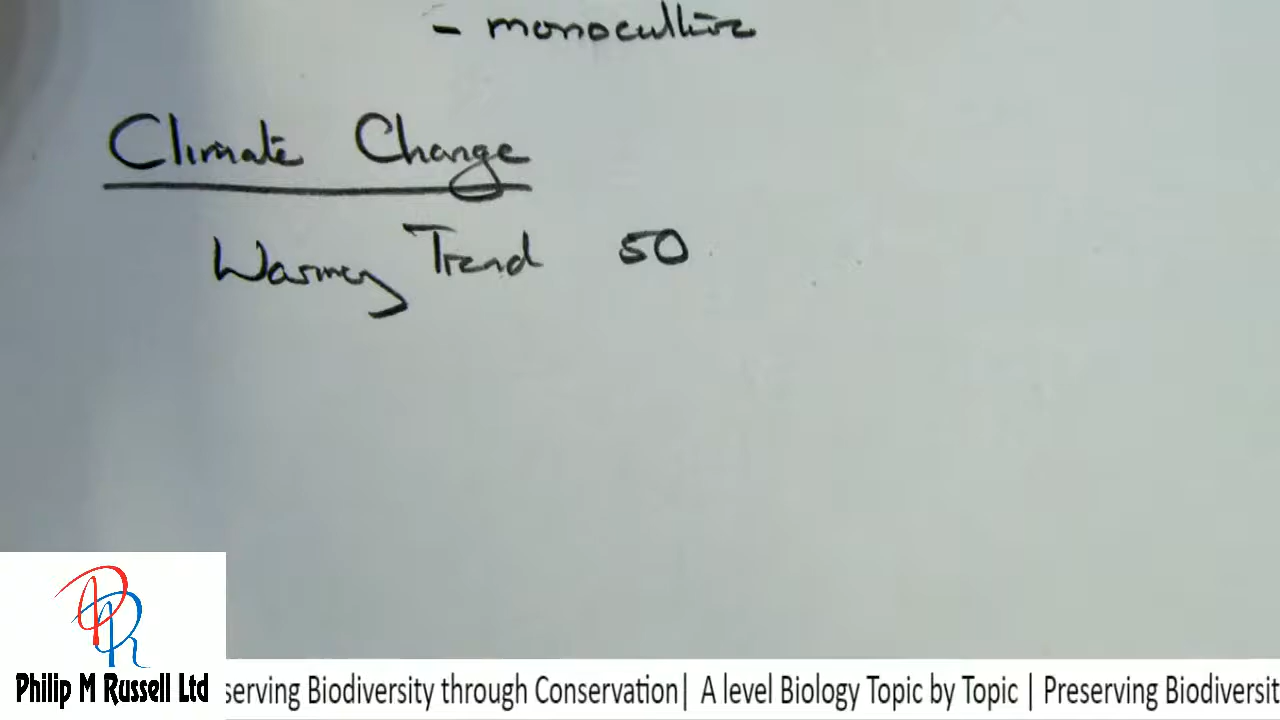 - monoculture
Climate Change
Warming Trend 50
Philip M Russell Ltd
serving Biodiversity through Conservation| A level Biology Topic by Topic | Preserving Biodiversit